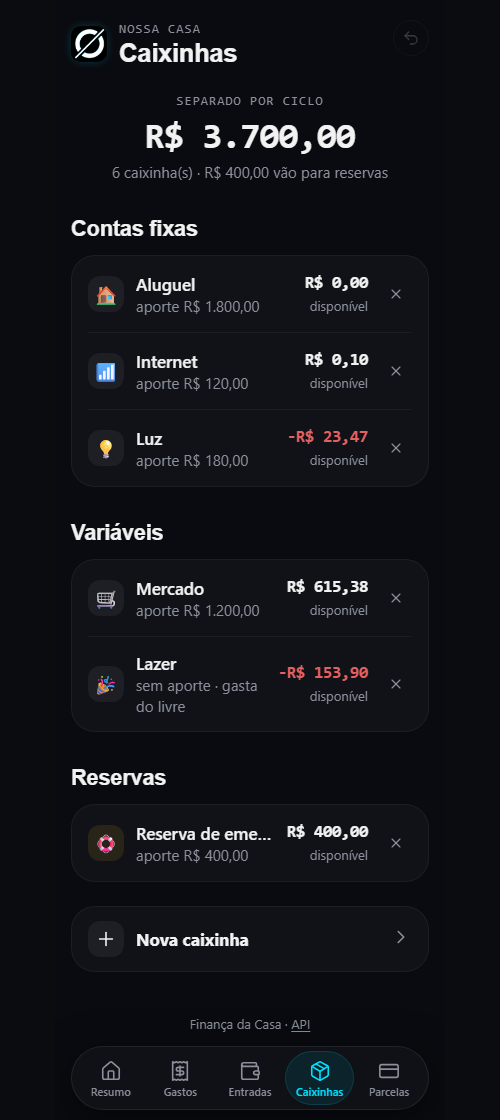 NOSSA CASA
Caixinhas
SEPARADO POR CICLO
R$ 3.700,00
6 caixinha(s) · R$ 400,00 vão para reservas
Contas fixas
Aluguel
aporte R$ 1.800,00
R$ 0,00
disponível
Internet
aporte R$ 120,00
R$ 0,10
disponível
Luz
aporte R$ 180,00
-R$ 23,47
disponível
Variáveis
Mercado
aporte R$ 1.200,00
R$ 615,38
disponível
Lazer
sem aporte · gasta
do livre
-R$ 153,90
disponível
Reservas
Reserva de eme...
aporte R$ 400,00
R$ 400,00
disponível
Nova caixinha
Finança da Casa · API
Resumo
Gastos
Entradas
Caixinhas
Parcelas